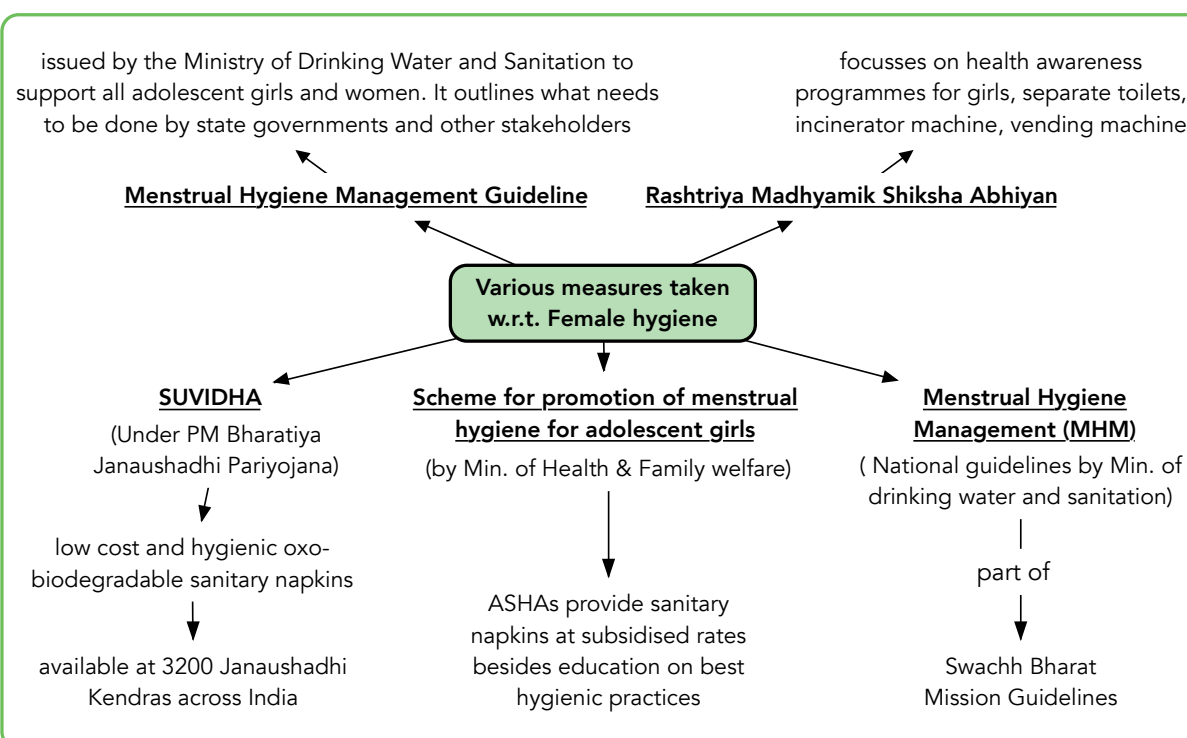 issued by the Ministry of Drinking Water and Sanitation to
support all adolescent girls and women. It outlines what needs
to be done by state governments and other stakeholders
focusses on health awareness
programmes for girls, separate toilets,
incinerator machine, vending machine
Menstrual Hygiene Management Guideline
Rashtriya Madhyamik Shiksha Abhiyan
Various measures taken
w.r.t. Female hygiene
SUVIDHA
(Under PM Bharatiya
Janaushadhi Pariyojana)
low cost and hygienic oxo-
biodegradable sanitary napkins
available at 3200 Janaushadhi
Kendras across India
Scheme for promotion of menstrual
hygiene for adolescent girls
(by Min. of Health & Family welfare)
ASHAs provide sanitary
napkins at subsidised rates
besides education on best
hygienic practices
Menstrual Hygiene
Management (MHM)
( National guidelines by Min. of
drinking water and sanitation)
part of
Swachh Bharat
Mission Guidelines